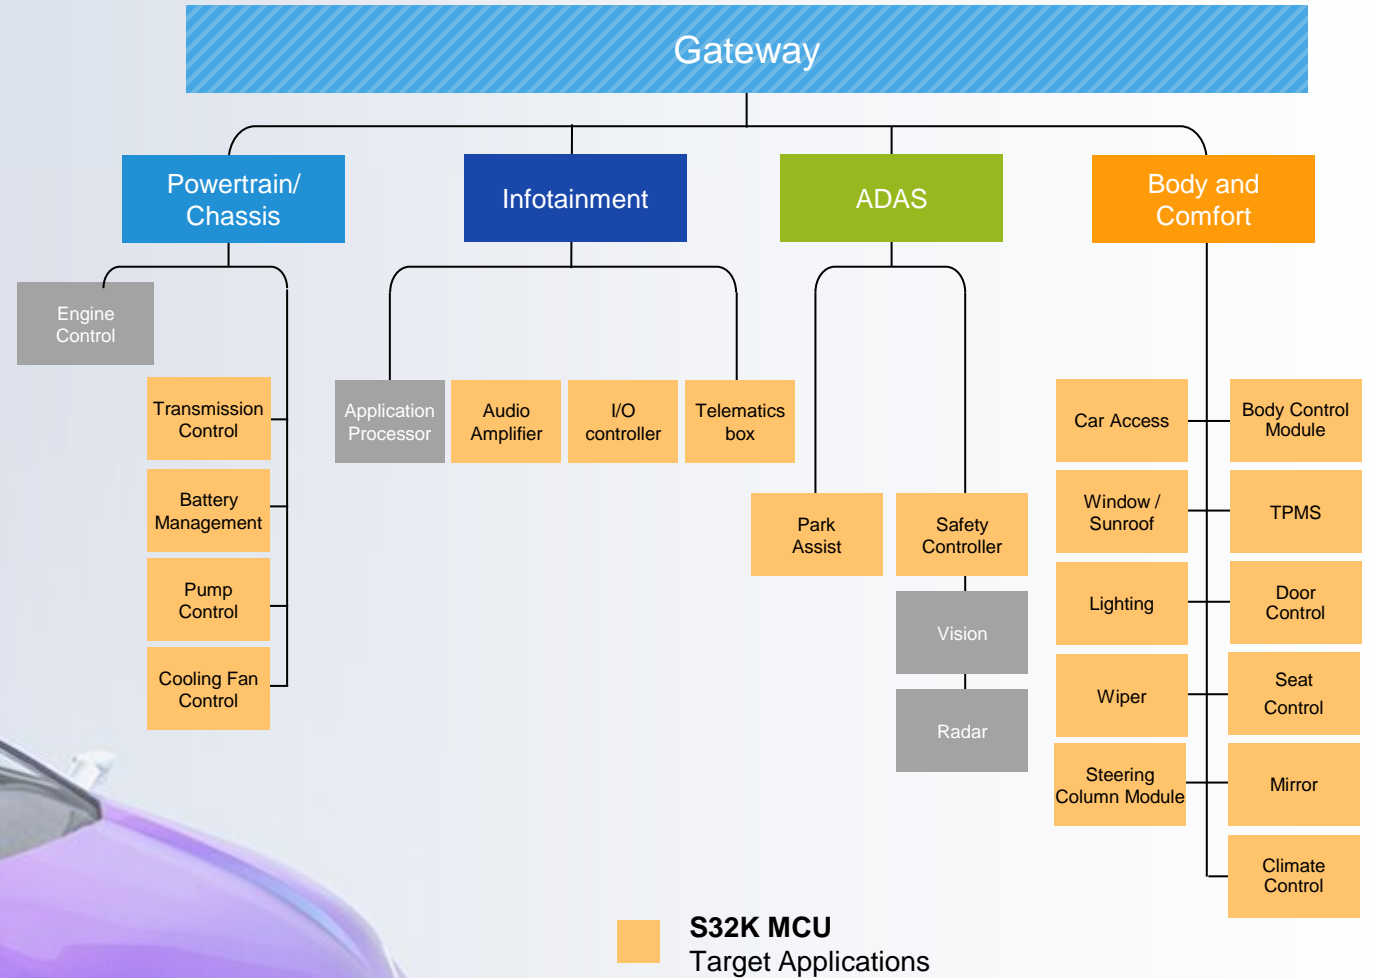 Gateway
Powertrain/
Chassis
Infotainment
ADAS
Body and
Comfort
Engine
Control
Transmission
Control
Battery
Management
Pump
Control
Cooling Fan
Control
Application
Processor
Audio
Amplifier
I/O
controller
Telematics
box
Park
Assist
Safety
Controller
Vision
Radar
Car Access
Body Control
Module
Window /
Sunroof
TPMS
Lighting
Door
Control
Wiper
Seat
Control
Steering
Column Module
Mirror
Climate
Control
S32K MCU
Target Applications